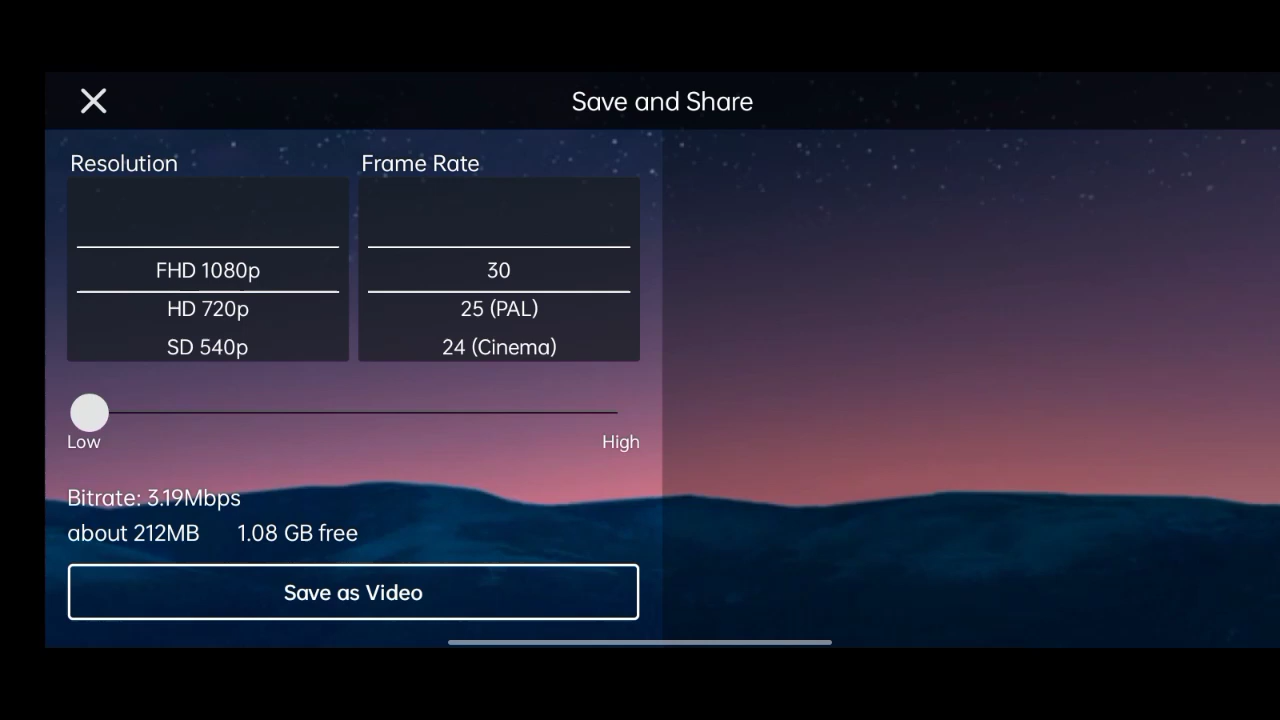 Save and Share
Resolution
Frame Rate
FHD 1080p
HD 720p
SD 540p
30
25 (PAL)
24 (Cinema)
Low
High
Bitrate: 3.19Mbps
about 212MB 1.08 GB free
Save as Video